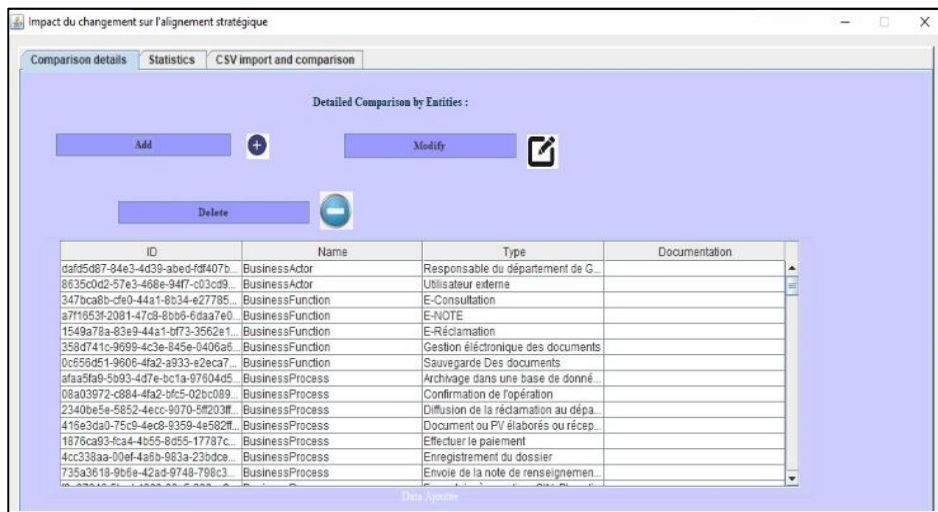 Impact du changement sur l'alignement stratégique
Comparison details Statistics CSV import and comparison
Detailed Comparison by Entities :
Add Modify
Delete
ID Name Type Documentation
dafd5d87-84e3-4d39-abed-fdf407b... BusinessActor Responsable du département de G...
8635c0d2-57e3-468e-94f7-c03cd9... BusinessActor Utilisateur externe
347bca8b-cfe0-44a1-8b34-e27785... BusinessFunction E-Consultation
a7f1653f-2081-47c8-8bb6-6daa7e0... BusinessFunction E-NOTE
1549a78a-83e9-44a1-bf73-3562e1... BusinessFunction E-Réclamation
358d741c-9699-4c3e-845e-0406a6... BusinessFunction Gestion éléctronique des documents
0c656d51-9606-4fa2-a933-e2eca7... BusinessFunction Sauvegarde Des documents
afaa5fa9-5b93-4d7e-bc1a-97604d5... BusinessProcess Archivage dans une base de donné...
08a03972-c884-4fa2-bfc5-02bc089... BusinessProcess Confirmation de l'opération
2340be5e-5852-4ecc-9070-5ff203ff... BusinessProcess Diffusion de la réclamation au dépa...
416e3da0-75c9-4ec8-9359-4e582ff... BusinessProcess Document ou PV élaborés ou récep...
1876ca93-fca4-4b55-8d55-17787c... BusinessProcess Effectuer le paiement
4cc338aa-00ef-4a6b-983a-23bdce... BusinessProcess Enregistrement du dossier
735a3618-9b6e-42ad-9748-798c3... BusinessProcess Envoie de la note de renseignemen...
Data Ajouter